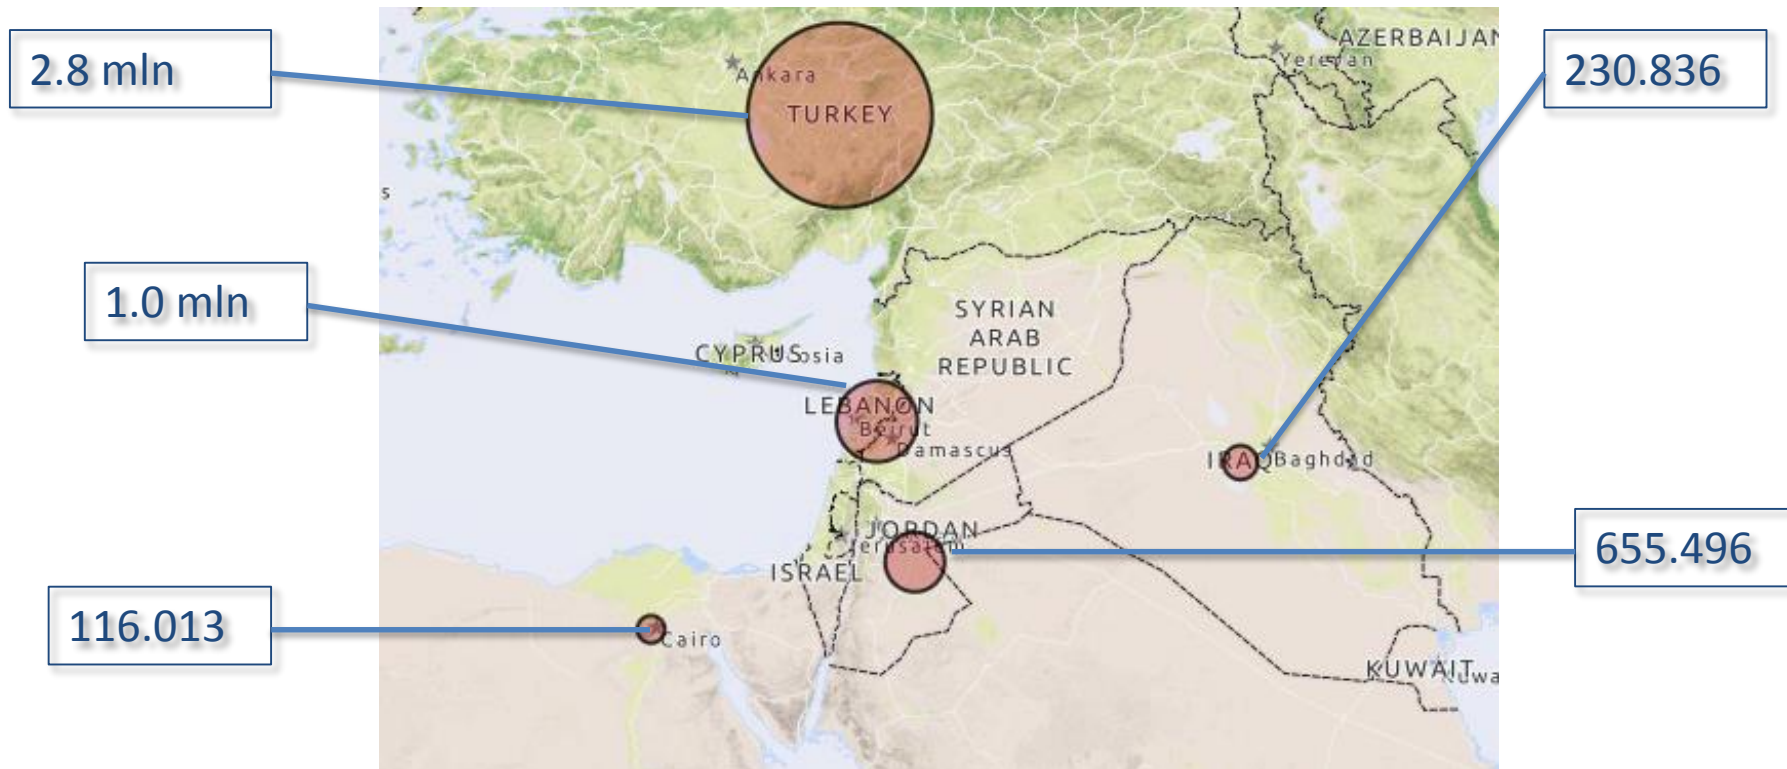 2.8 mln
230.836
AZERBAIJAN
Yerevan
Ankara
TURKEY
s
1.0 mln
SYRIAN
ARAB
REPUBLIC
CYPRUS
LEBANON
Beirut
Damascus
IRAQ
Baghdad
JORDAN
Jerusalem
655.496
ISRAEL
116.013
Cairo
KUWAIT
Kuwa